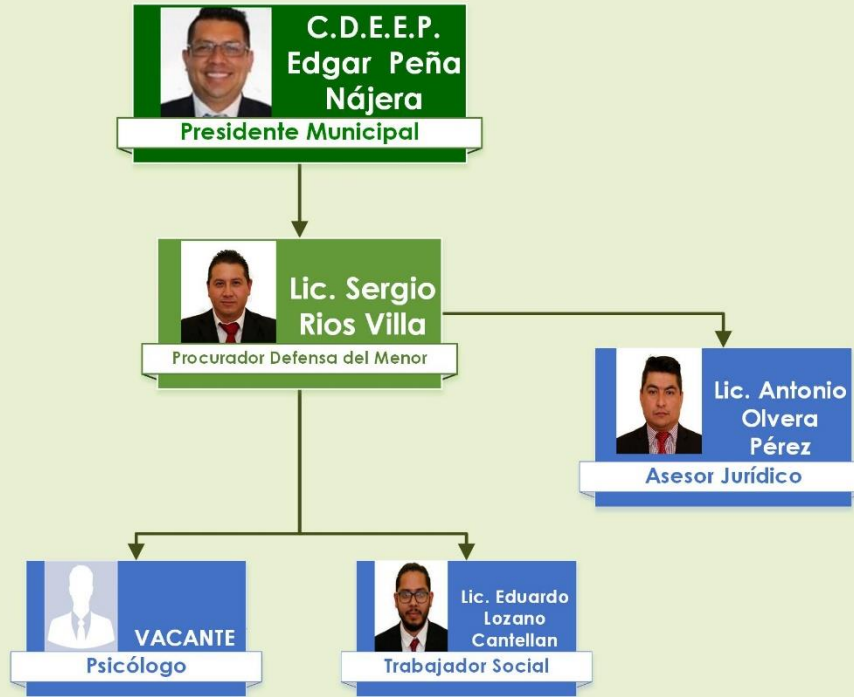 C.D.E.E.P.
Edgar Peña
Nájera
Presidente Municipal
Lic. Sergio
Rios Villa
Procurador Defensa del Menor
Lic. Antonio
Olvera
Pérez
Asesor Jurídico
VACANTE
Psicólogo
Lic. Eduardo
Lozano
Cantellan
Trabajador Social